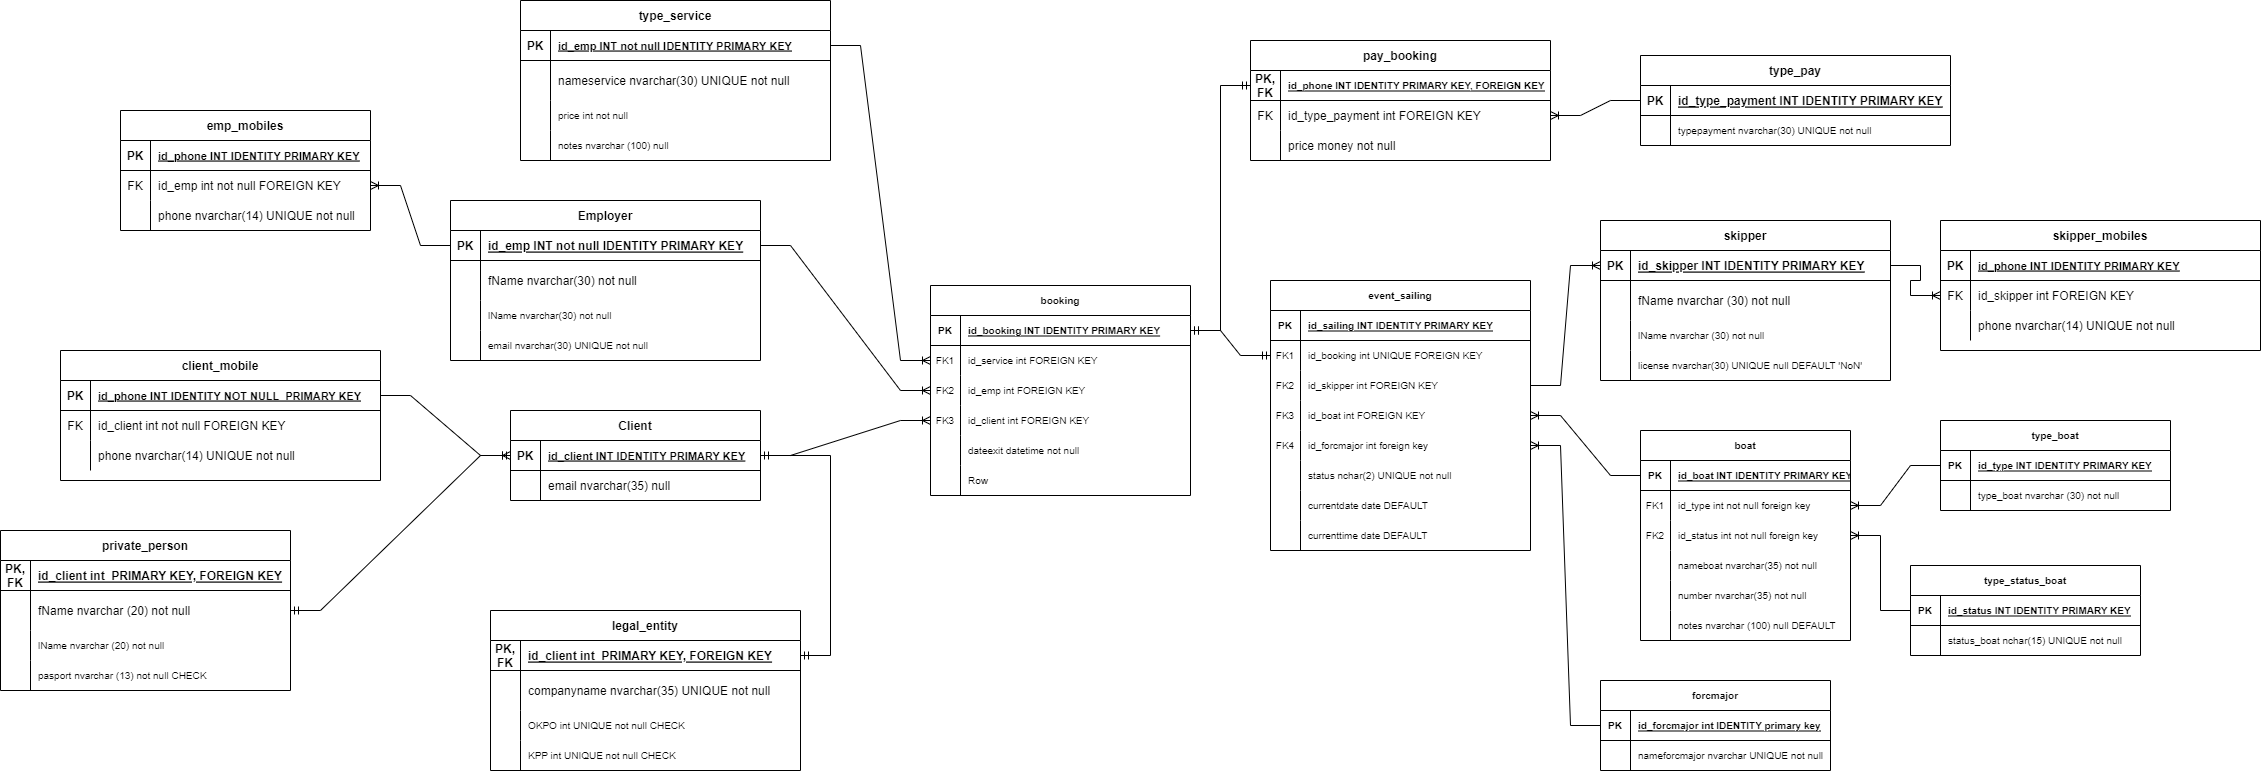 type_service
PK id_emp INT not null IDENTITY PRIMARY KEY
nameservice nvarchar(30) UNIQUE not null
price int not null
notes nvarchar (100) null
emp_mobiles
PK id_phone INT IDENTITY PRIMARY KEY
FK id_emp int not null FOREIGN KEY
phone nvarchar(14) UNIQUE not null
Employer
PK id_emp INT not null IDENTITY PRIMARY KEY
fName nvarchar(30) not null
lName nvarchar(30) not null
email nvarchar(30) UNIQUE not null
client_mobile
PK id_phone INT IDENTITY NOT NULL PRIMARY KEY
FK id_client int not null FOREIGN KEY
phone nvarchar(14) UNIQUE not null
Client
PK id_client INT IDENTITY PRIMARY KEY
email nvarchar(35) null
private_person
PK, FK id_client int PRIMARY KEY, FOREIGN KEY
fName nvarchar (20) not null
lName nvarchar (20) not null
pasport nvarchar (13) not null CHECK
legal_entity
PK, FK id_client int PRIMARY KEY, FOREIGN KEY
companyname nvarchar(35) UNIQUE not null
OKPO int UNIQUE not null CHECK
KPP int UNIQUE not null CHECK
booking
PK id_booking INT IDENTITY PRIMARY KEY
FK1 id_service int FOREIGN KEY
FK2 id_emp int FOREIGN KEY
FK3 id_client int FOREIGN KEY
dateexit datetime not null
Row
pay_booking
PK, FK id_phone INT IDENTITY PRIMARY KEY, FOREIGN KEY
FK id_type_payment int FOREIGN KEY
price money not null
type_pay
PK id_type_payment INT IDENTITY PRIMARY KEY
typepayment nvarchar(30) UNIQUE not null
event_sailing
PK id_sailing INT IDENTITY PRIMARY KEY
FK1 id_booking int UNIQUE FOREIGN KEY
FK2 id_skipper int FOREIGN KEY
FK3 id_boat int FOREIGN KEY
FK4 id_forcmajor int foreign key
status nchar(2) UNIQUE not null
currentdate date DEFAULT
currenttime date DEFAULT
skipper
PK id_skipper INT IDENTITY PRIMARY KEY
fName nvarchar (30) not null
lName nvarchar (30) not null
license nvarchar(30) UNIQUE null DEFAULT 'NoN'
skipper_mobiles
PK id_phone INT IDENTITY PRIMARY KEY
FK id_skipper int FOREIGN KEY
phone nvarchar(14) UNIQUE not null
boat
PK id_boat INT IDENTITY PRIMARY KEY
FK1 id_type int not null foreign key
FK2 id_status int not null foreign key
nameboat nvarchar(35) not null
number nvarchar(35) not null
notes nvarchar (100) null DEFAULT
type_boat
PK id_type INT IDENTITY PRIMARY KEY
type_boat nvarchar (30) not null
type_status_boat
PK id_status INT IDENTITY PRIMARY KEY
status_boat nchar(15) UNIQUE not null
forcmajor
PK id_forcmajor int IDENTITY primary key
nameforcmajor nvarchar UNIQUE not null